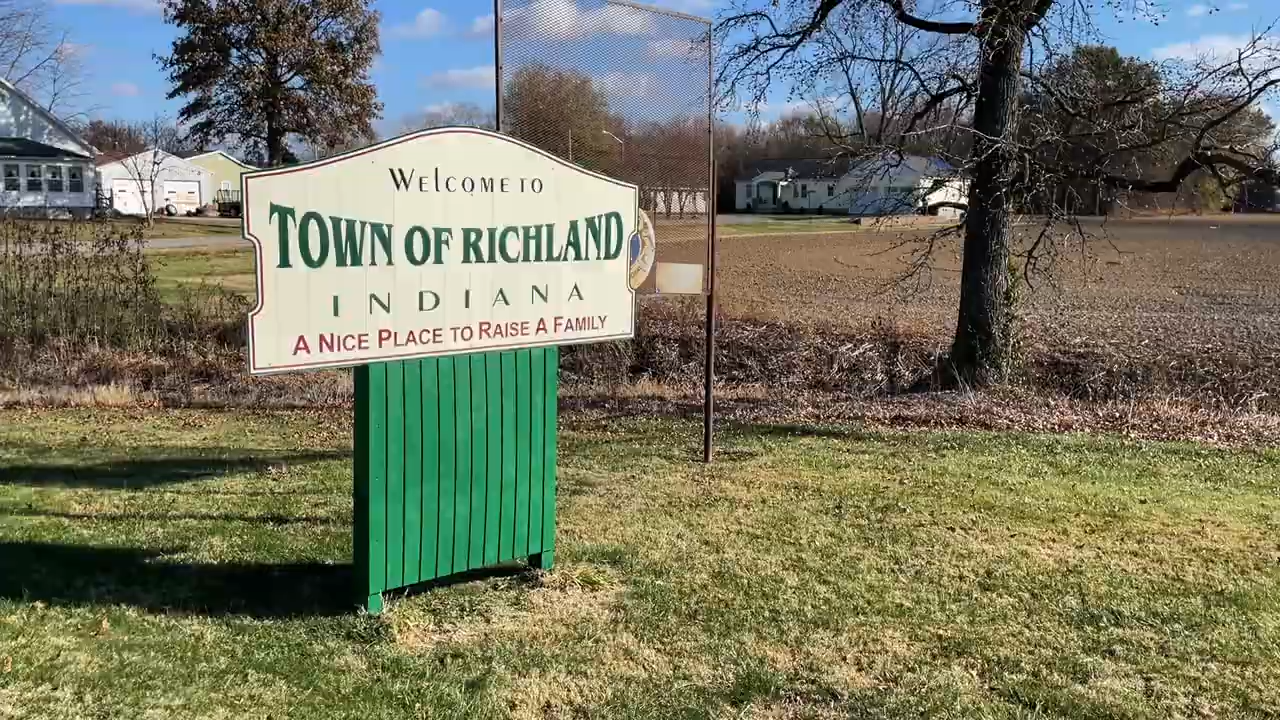 Welcome to
Town of Richland
INDIANA
A Nice Place to Raise A Family